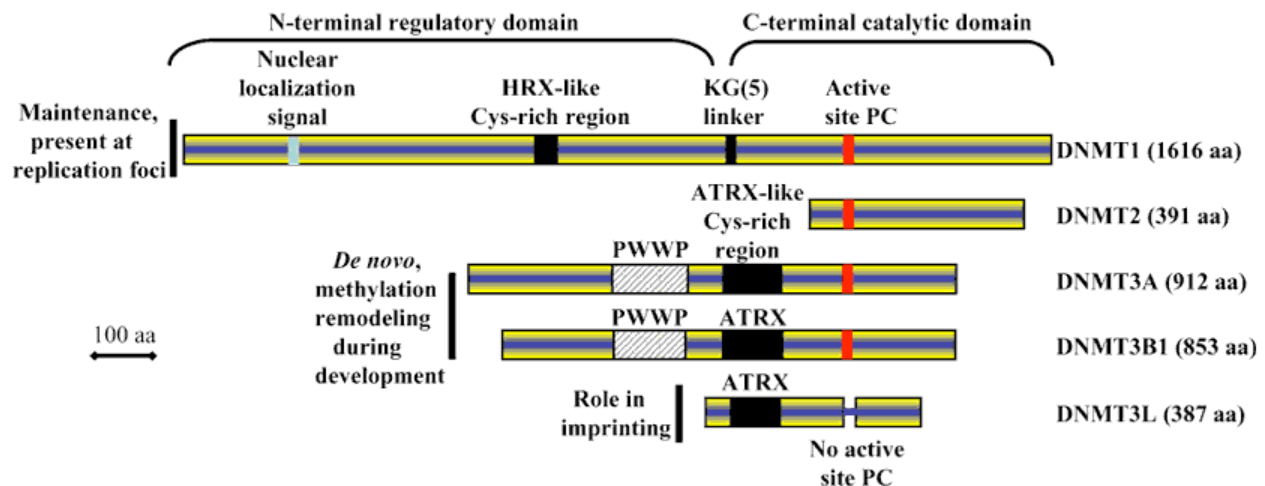 N-terminal regulatory domain
C-terminal catalytic domain
Nuclear
localization
signal
HRX-like
Cys-rich region
KG(5)
linker
Active
site PC
Maintenance,
present at
replication foci
DNMT1 (1616 aa)
ATRX-like
Cys-rich
region
DNMT2 (391 aa)
De novo,
methylation
remodeling
during
development
PWWP
DNMT3A (912 aa)
100 aa
PWWP
ATRX
DNMT3B1 (853 aa)
Role in
imprinting
ATRX
DNMT3L (387 aa)
No active
site PC